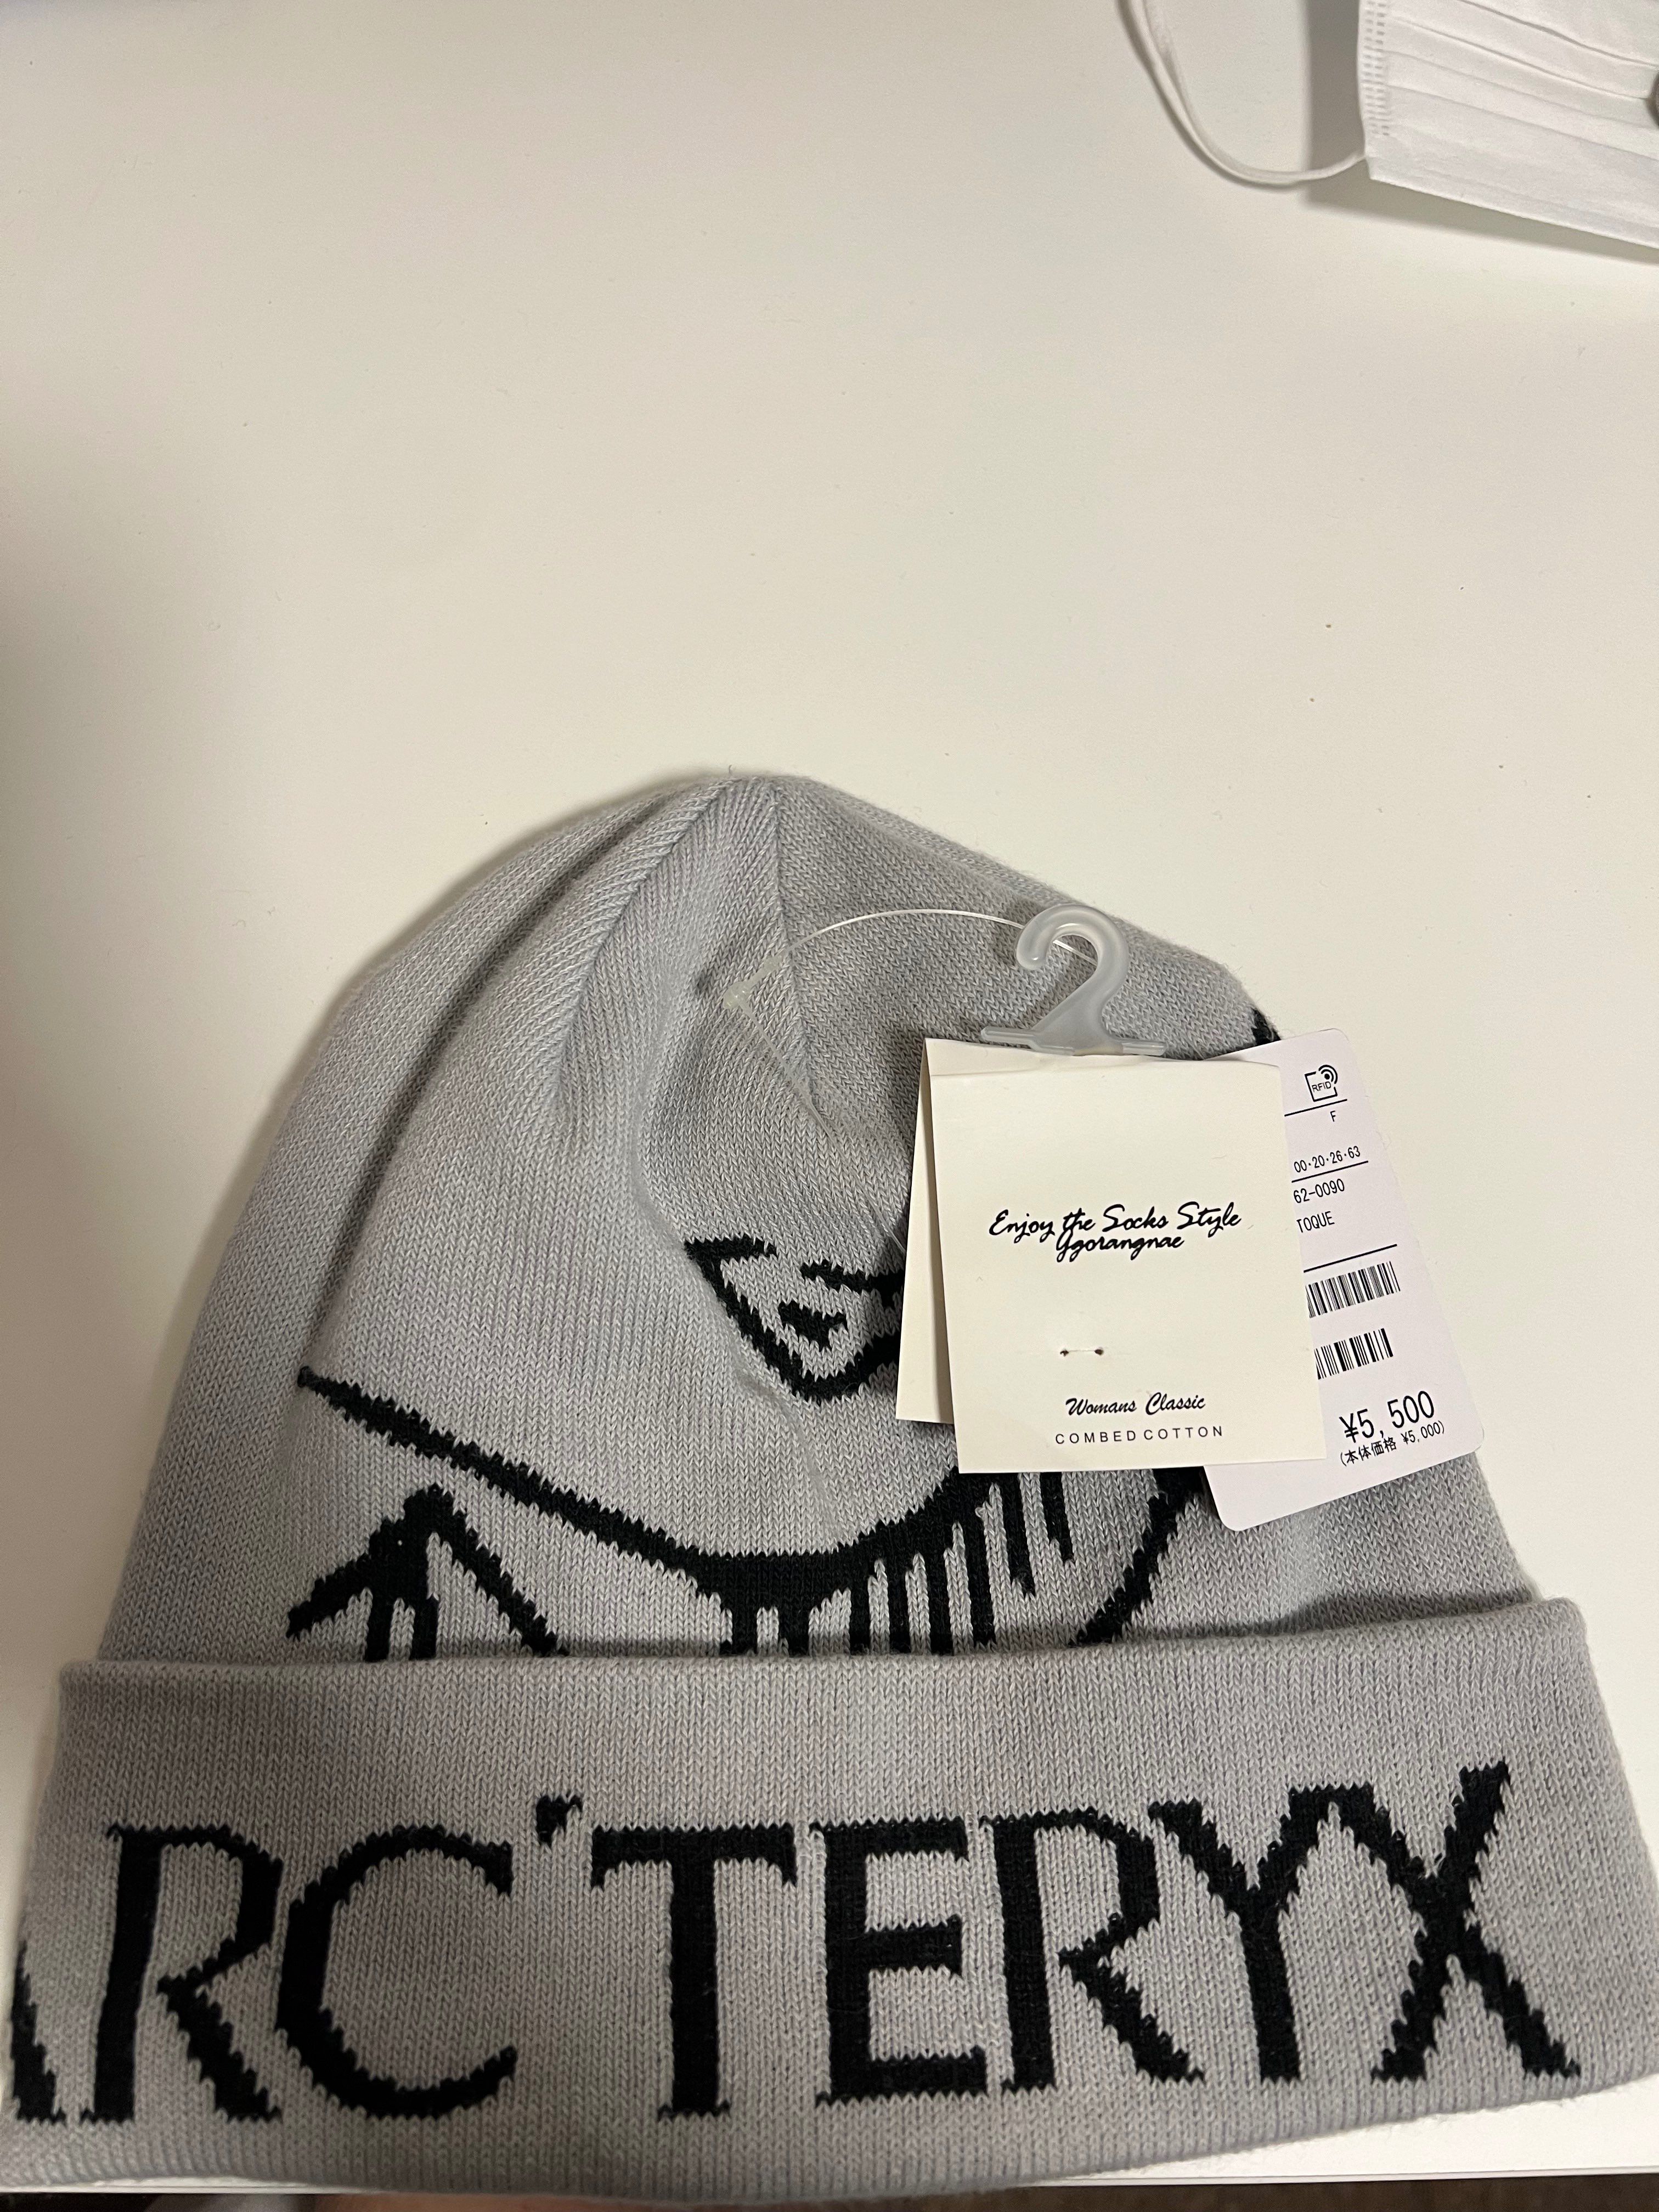 RFID
F
00·20·26·63
62-0090
TOQUE
Enjoy the Socks Style
Ygorangnae
Womans Classic
COMBED COTTON
¥5,500
(本体価格 ¥5,000)
ARC'TERYX